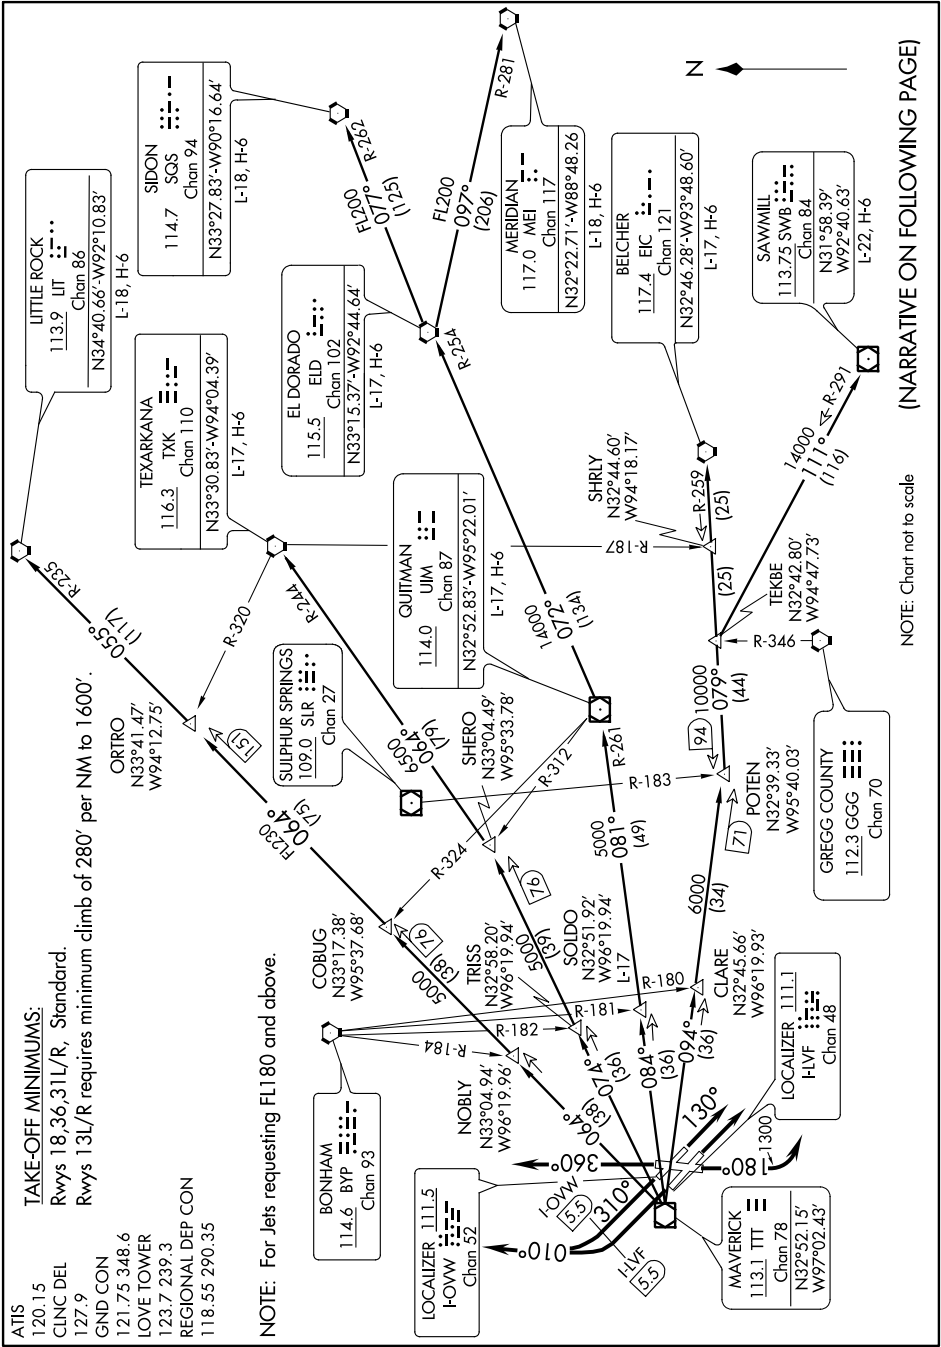 ATIS
120.15
CLNC DEL
127.9
GND CON
121.75 348.6
LOVE TOWER
123.7 239.3
REGIONAL DEP CON
118.55 290.35
TAKE-OFF MINIMUMS:
Rwys 18,36,31L/R, Standard.
Rwys 13L/R requires minimum climb of 280' per NM to 1600'.
NOTE: For Jets requesting FL180 and above.
LITTLE ROCK
113.9 LIT
Chan 86
N34°40.66'-W92°10.83'
L-18, H-6
SIDON
114.7 SQS
Chan 94
N33°27.83'-W90°16.64'
L-18, H-6
TEXARKANA
116.3 TXK
Chan 110
N33°30.83'-W94°04.39'
L-17, H-6
EL DORADO
115.5 ELD
Chan 102
N33°15.37'-W92°44.64'
L-17, H-6
MERIDIAN
117.0 MEI
Chan 117
N32°22.71'-W88°48.26
L-18, H-6
BELCHER
117.4 EIC
Chan 121
N32°46.28'-W93°48.60'
L-17, H-6
SAWMILL
113.75 SWB
Chan 84
N31°58.39'
W92°40.63'
L-22, H-6
QUITMAN
114.0 UIM
Chan 87
N32°52.83'-W95°22.01'
L-17, H-6
SULPHUR SPRINGS
109.0 SLR
Chan 27
GREGG COUNTY
112.3 GGG
Chan 70
BONHAM
114.6 BYP
Chan 93
LOCALIZER 111.5
I-OVW
Chan 52
LOCALIZER 111.1
I-LVF
Chan 48
MAVERICK
113.1 TTT
Chan 78
N32°52.15'
W97°02.43'
ORTRO
N33°41.47'
W94°12.75'
COBUG
N33°17.38'
W95°37.68'
NOBLY
N33°04.94'
W96°19.96'
TRISS
N32°58.20'
W96°19.94'
SHERO
N33°04.49'
W95°33.78'
SOLDO
N32°51.92'
W96°19.94'
L-17
CLARE
N32°45.66'
W96°19.93'
POTEN
N32°39.33'
W95°40.03'
TEKBE
N32°42.80'
W94°47.73'
SHRLY
N32°44.60'
W94°18.17'
R-235
055°
(117)
R-320
151
FL230
064°
(75)
R-324
76
5000
(38)
R-184
064°
(38)
R-244
6500
064°
(79)
R-312
76
5000
(39)
R-182
074°
(36)
R-262
FL200
077°
(125)
R-281
FL200
097°
(206)
R-254
14000
072°
(134)
R-261
5000
081°
(49)
R-181
084°
(36)
R-187
R-259
(25)
(25)
R-346
14000
111°
(116)
R-291
R-183
94
10000
079°
(44)
71
6000
(34)
R-180
094°
(36)
360°
310°
010°
130°
180°
1300
I-OVW
5.5
I-LVF
5.5
N
NOTE: Chart not to scale
(NARRATIVE ON FOLLOWING PAGE)